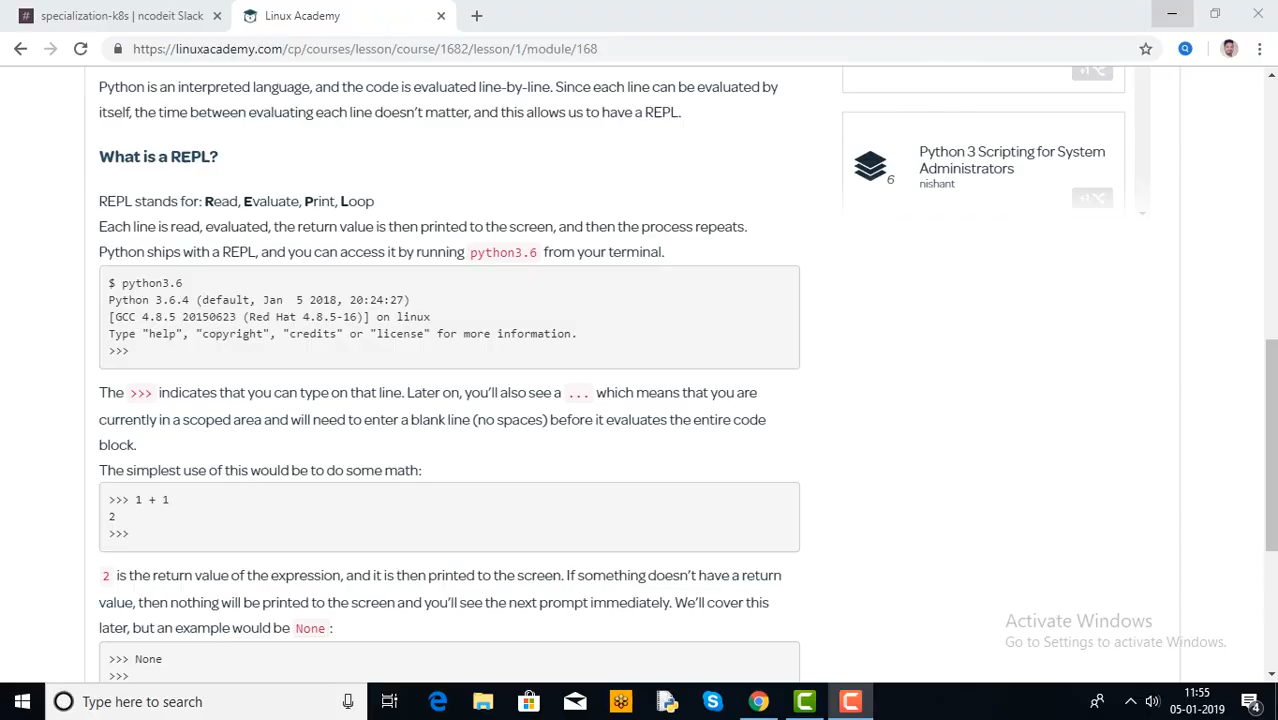 specialization-k8s | ncodeit Slack
Linux Academy
https://linuxacademy.com/cp/courses/lesson/course/1682/lesson/1/module/168
Python is an interpreted language, and the code is evaluated line-by-line. Since each line can be evaluated by
itself, the time between evaluating each line doesn't matter, and this allows us to have a REPL.
What is a REPL?
REPL stands for: Read, Evaluate, Print, Loop
Each line is read, evaluated, the return value is then printed to the screen, and then the process repeats.
Python ships with a REPL, and you can access it by running python3.6 from your terminal.
$ python3.6
Python 3.6.4 (default, Jan  5 2018, 20:24:27)
[GCC 4.8.5 20150623 (Red Hat 4.8.5-16)] on linux
Type "help", "copyright", "credits" or "license" for more information.
>>>
The >>> indicates that you can type on that line. Later on, you'll also see a ... which means that you are
currently in a scoped area and will need to enter a blank line (no spaces) before it evaluates the entire code
block.
The simplest use of this would be to do some math:
>>> 1 + 1
2
>>>
2 is the return value of the expression, and it is then printed to the screen. If something doesn't have a return
value, then nothing will be printed to the screen and you'll see the next prompt immediately. We'll cover this
later, but an example would be None :
>>> None
>>>
6
Python 3 Scripting for System
Administrators
nishant
Activate Windows
Go to Settings to activate Windows.
Type here to search
11:55
05-01-2019
4